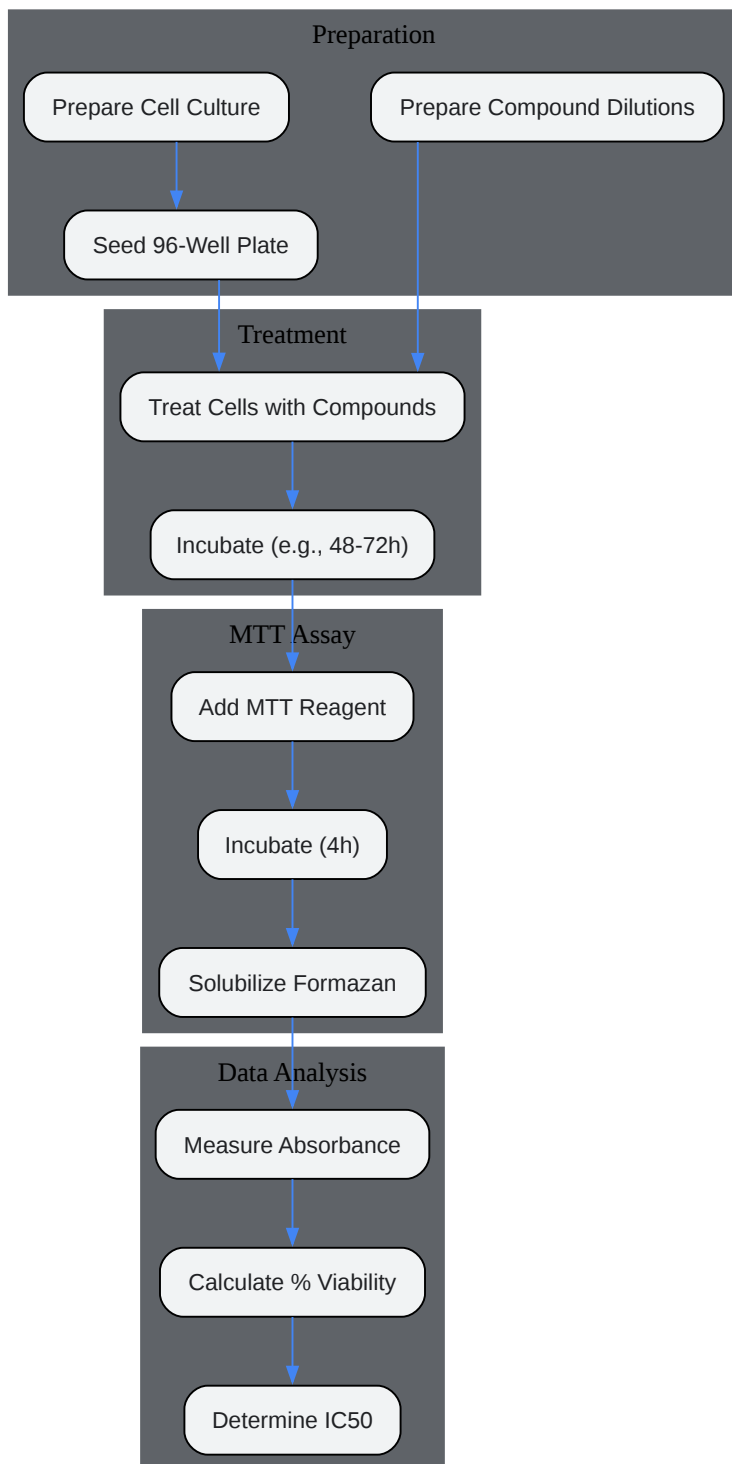 Preparation
Prepare Cell Culture
Prepare Compound Dilutions
Seed 96-Well Plate
Treatment
Treat Cells with Compounds
Incubate (e.g., 48-72h)
MTT Assay
Add MTT Reagent
Incubate (4h)
Solubilize Formazan
Data Analysis
Measure Absorbance
Calculate % Viability
Determine IC50